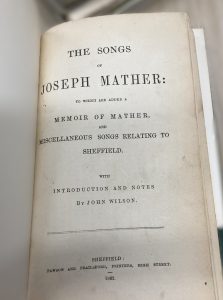 THE SONGS
OF
JOSEPH MATHER:
TO WHICH ARE ADDED A
MEMOIR OF MATHER,
AND
MISCELLANEOUS SONGS RELATING TO
SHEFFIELD.
WITH
INTRODUCTION AND NOTES
BY JOHN WILSON.
SHEFFIELD:
PAWSON AND BRAILSFORD, PRINTERS, HIGH STREET.
1862.